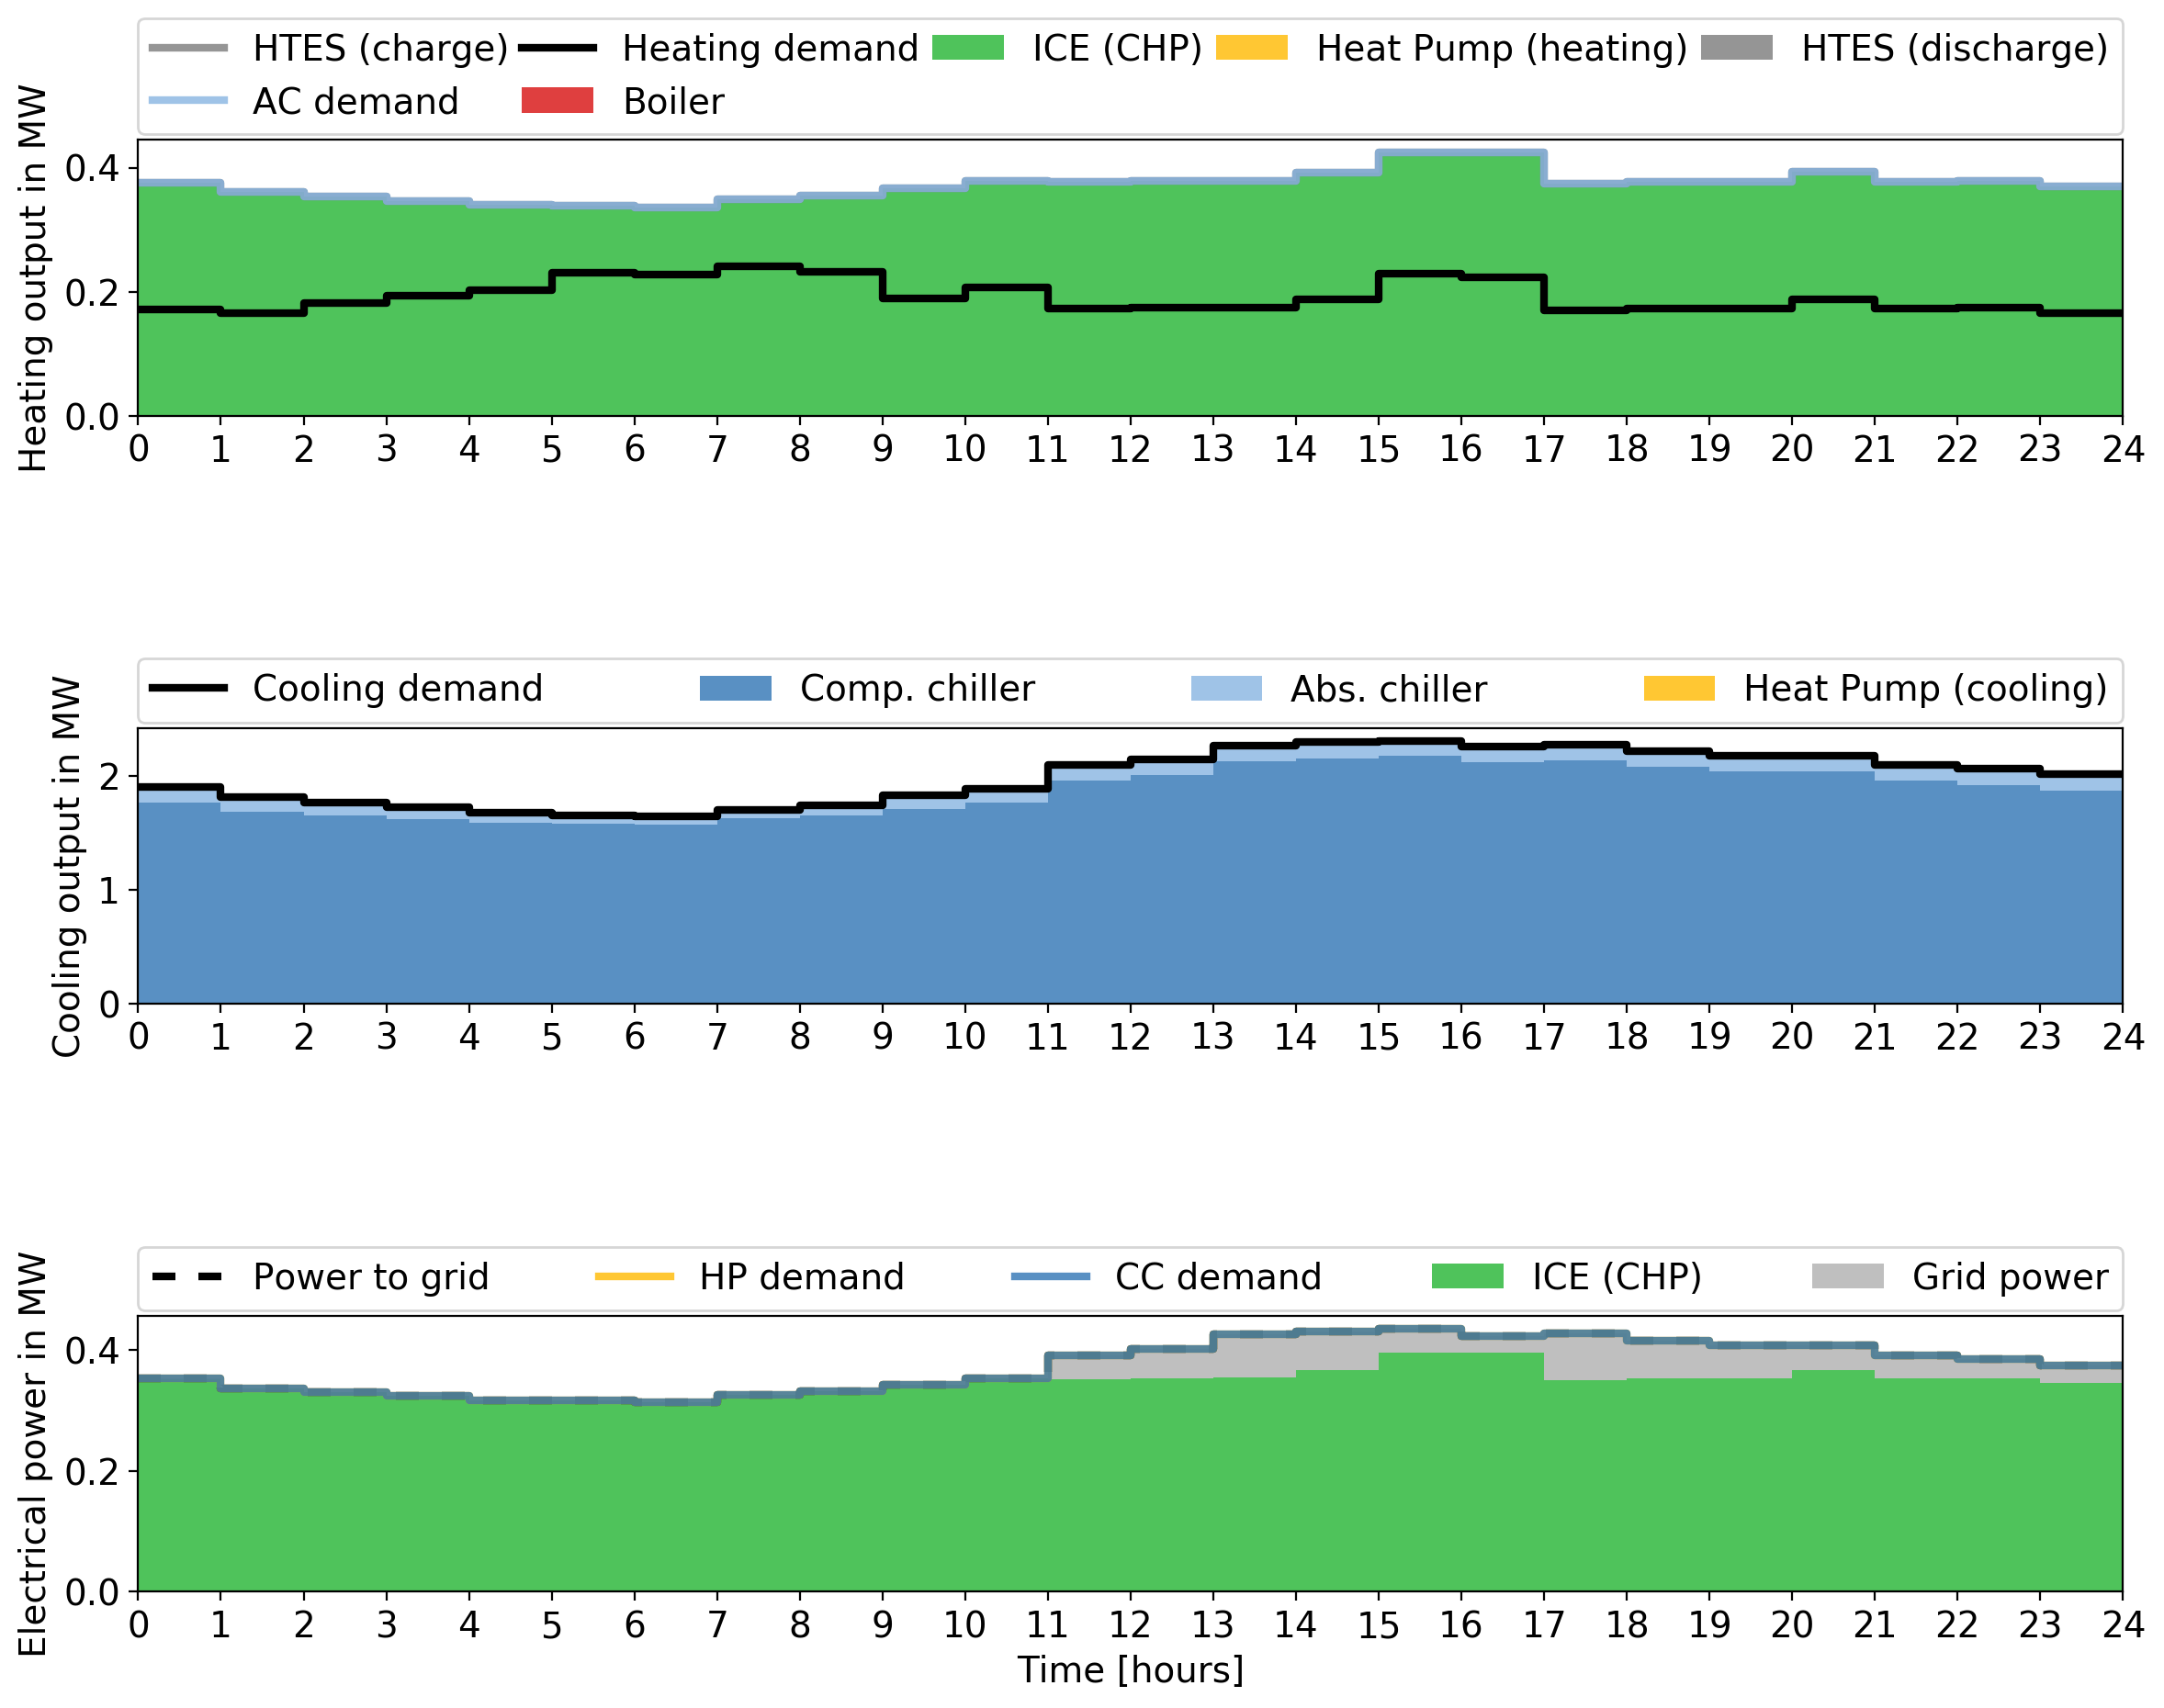 HTES (charge) Heating demand ICE (CHP) Heat Pump (heating) HTES (discharge)
AC demand Boiler
Heating output in MW
0.4
0.2
0.0
0 1 2 3 4 5 6 7 8 9 10 11 12 13 14 15 16 17 18 19 20 21 22 23 24
Cooling demand Comp. chiller Abs. chiller Heat Pump (cooling)
Cooling output in MW
2
1
0
0 1 2 3 4 5 6 7 8 9 10 11 12 13 14 15 16 17 18 19 20 21 22 23 24
Power to grid HP demand CC demand ICE (CHP) Grid power
Electrical power in MW
0.4
0.2
0.0
0 1 2 3 4 5 6 7 8 9 10 11 12 13 14 15 16 17 18 19 20 21 22 23 24
Time [hours]